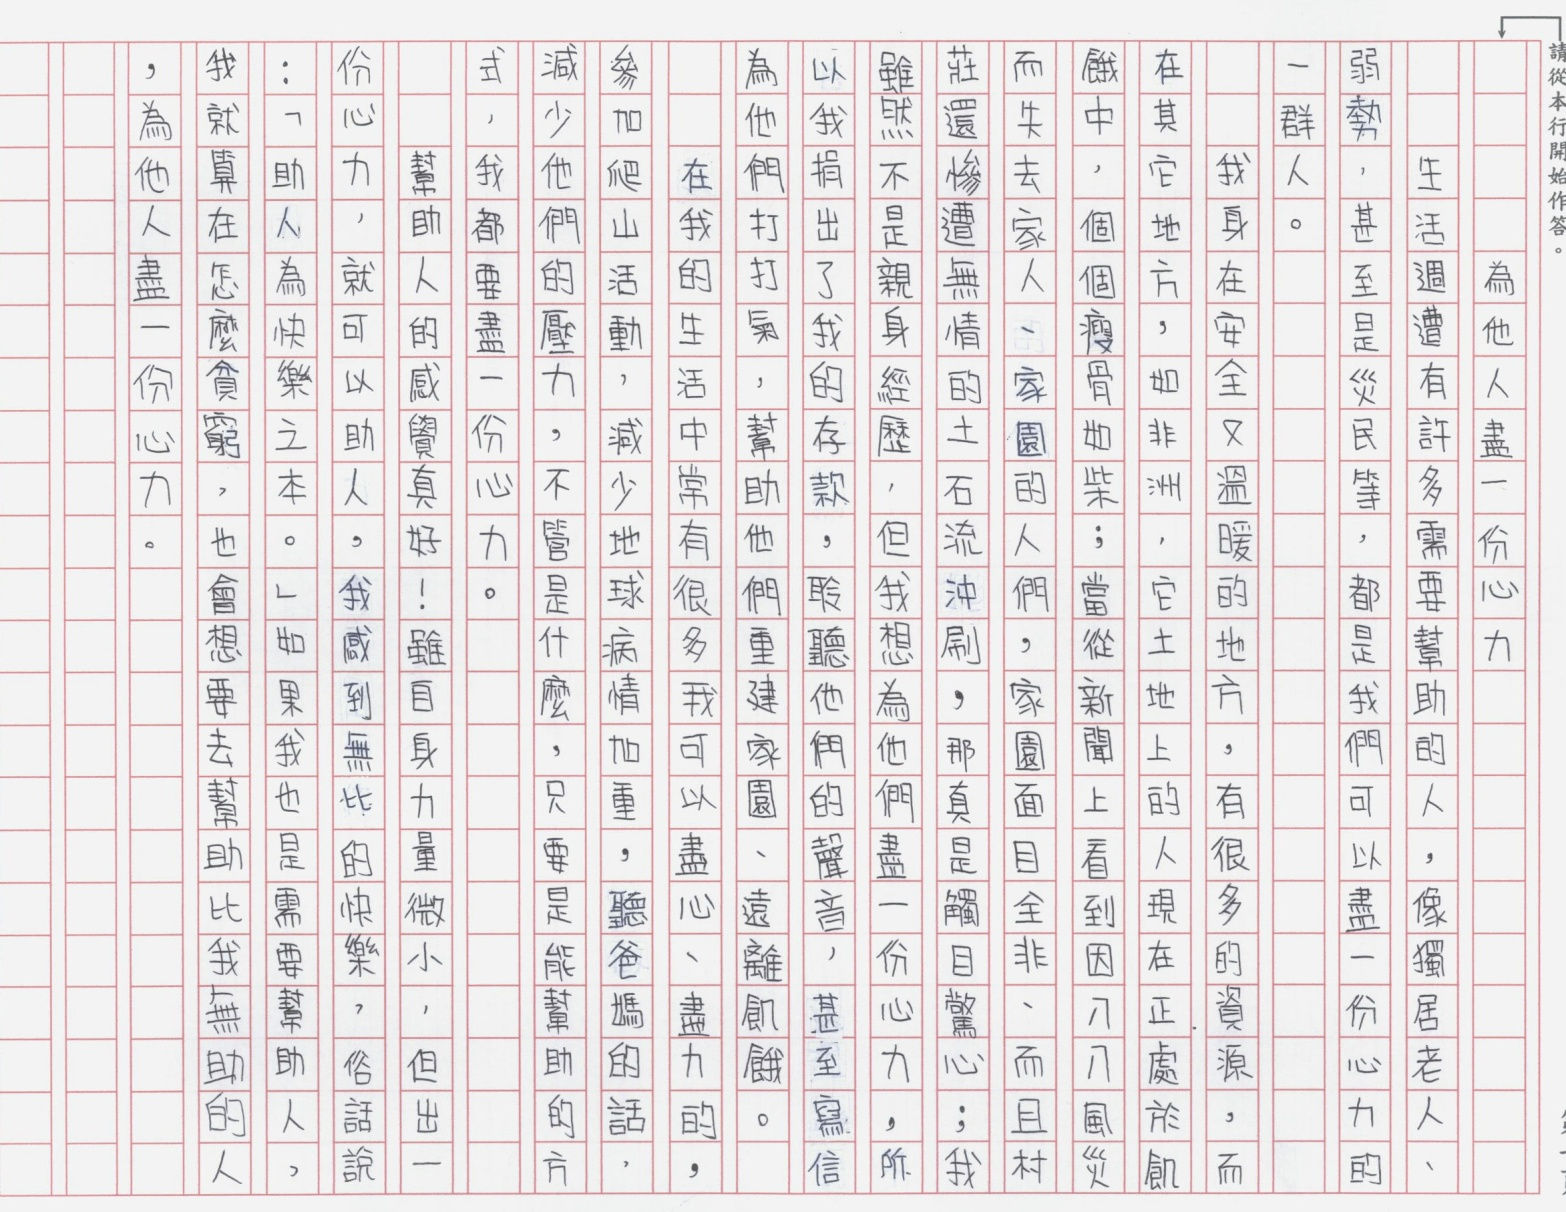 請從本行開始作答。
為他人盡一份心力
生活週遭有許多需要幫助的人，像獨居老人、
弱勢，甚至是災民等，都是我們可以盡一份心力的
一群人。
我身在安全又溫暖的地方，有很多的資源，而
在其它地方，如非洲，它土地上的人現在正處於飢
餓中，個個瘦骨如柴；當從新聞上看到因八八風災
而失去家人、家園的人們，家園面目全非、而且村
莊還慘遭無情的土石流沖刷，那真是觸目驚心；我
雖然不是親身經歷，但我想為他們盡一份心力，所
以我捐出了我的存款，聆聽他們的聲音，甚至寫信
為他們打打氣，幫助他們重建家園、遠離飢餓。
在我的生活中常有很多我可以盡心、盡力的，
參加爬山活動，減少地球病情加重，聽爸媽的話，
減少他們的壓力，不管是什麼，只要是能幫助的方
式，我都要盡一份心力。
幫助人的感覺真好！雖自身力量微小，但出一
份心力，就可以助人，我感到無比的快樂，俗話說
：「助人為快樂之本。」如果我也是需要幫助人，
我就算在怎麼貧窮，也會想要去幫助比我無助的人
，為他人盡一份心力。